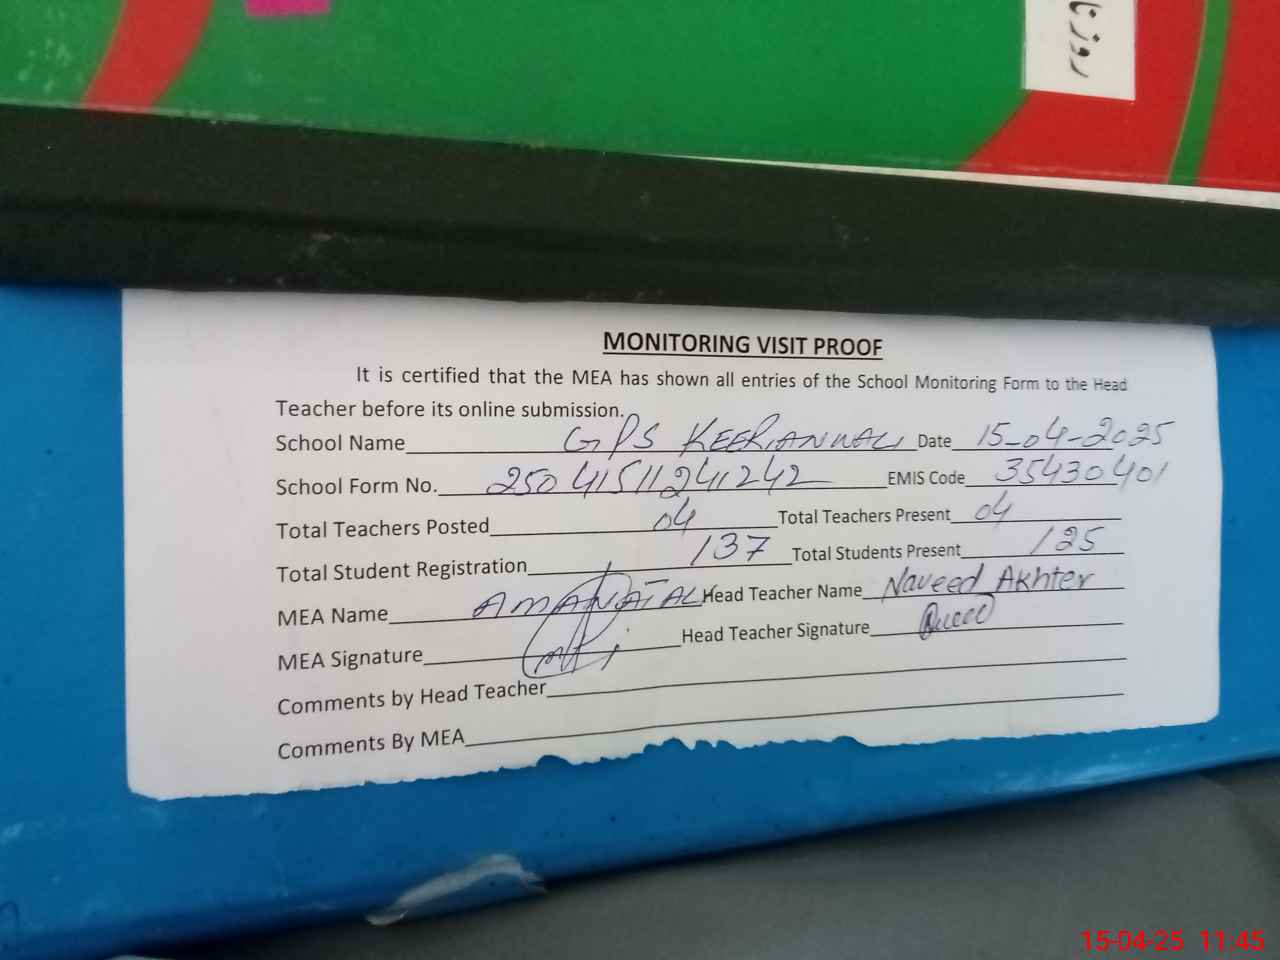 روزنا
MONITORING VISIT PROOF
It is certified that the MEA has shown all entries of the School Monitoring Form to the Head
Teacher before its online submission.
School Name GPS KEERIANWALI Date 15-04-2025
School Form No. 25041511241242 EMIS Code 35430401
Total Teachers Posted 04 Total Teachers Present 04
Total Student Registration 137 Total Students Present 125
MEA Name AMANATALI Head Teacher Name Naveed Akhter
MEA Signature Head Teacher Signature
Comments by Head Teacher
Comments By MEA
15-04-25 11:45